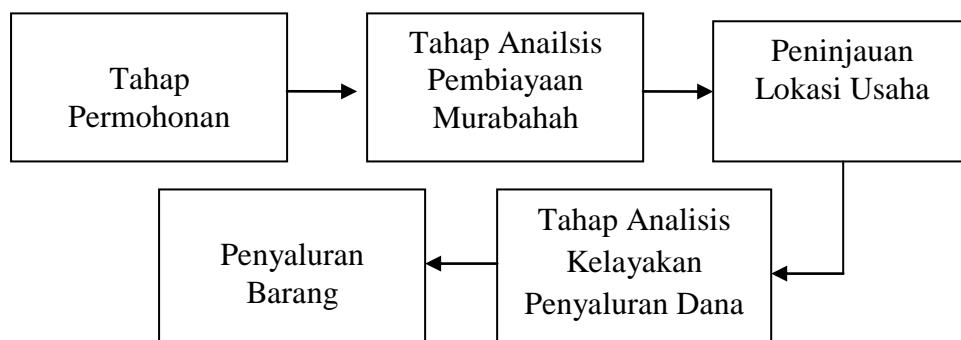 Tahap
Permohonan
Tahap Anailsis
Pembiayaan
Murabahah
Peninjauan
Lokasi Usaha
Tahap Analisis
Kelayakan
Penyaluran Dana
Penyaluran
Barang